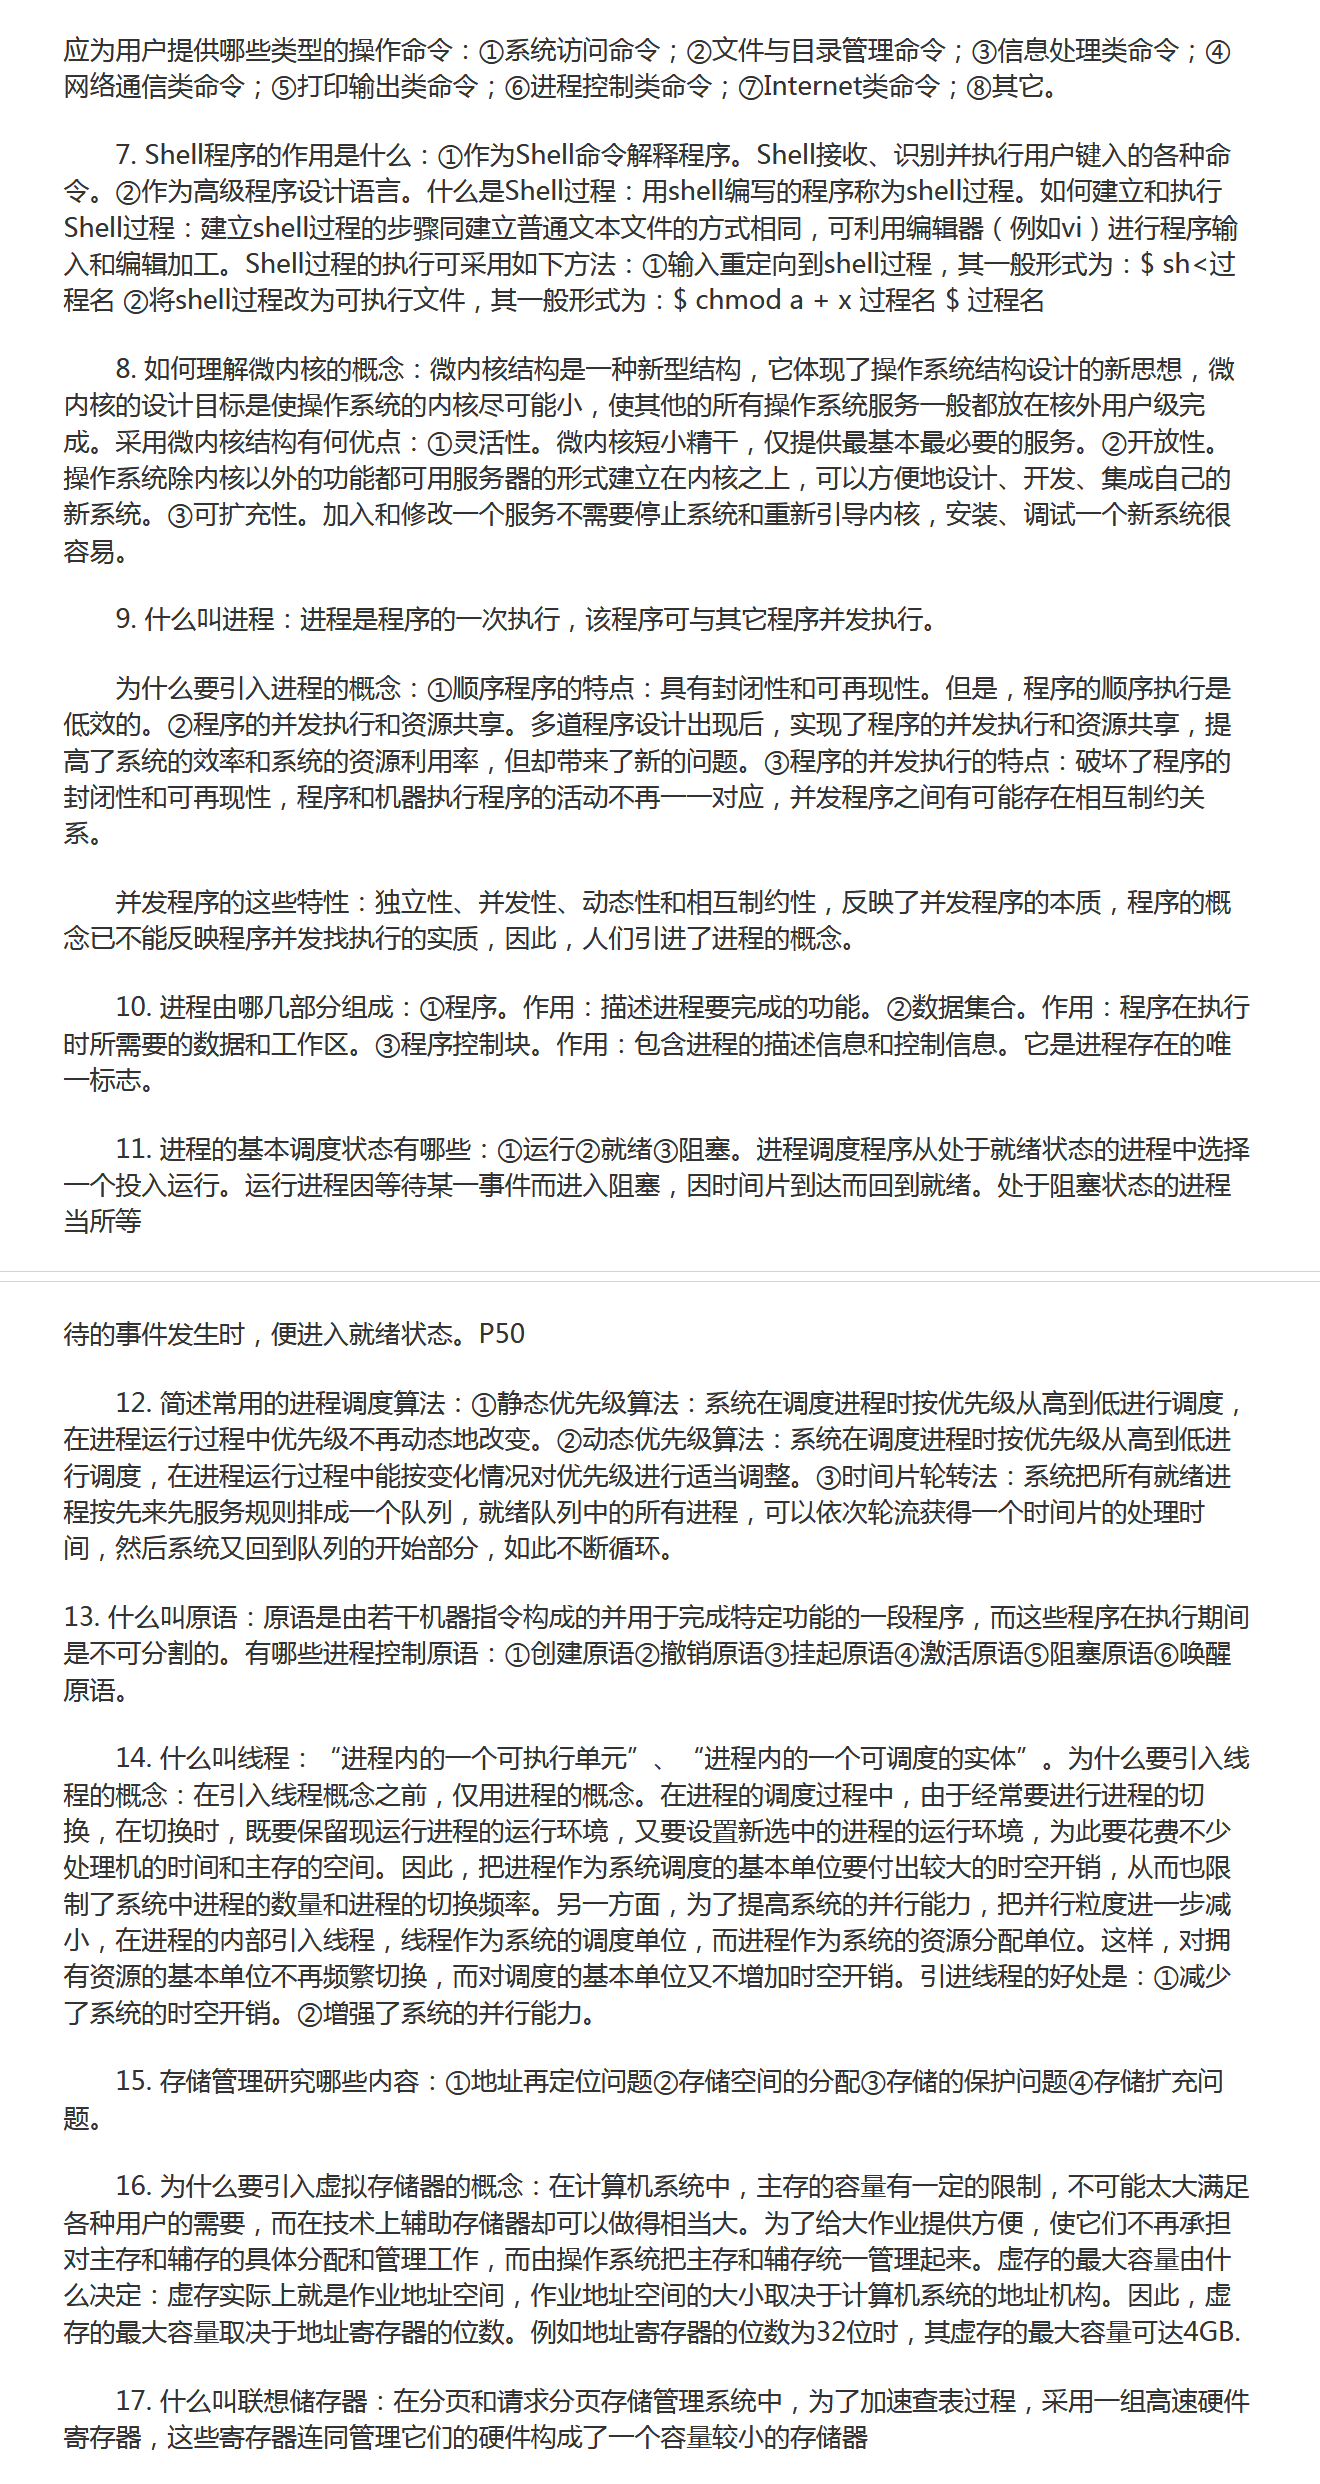 应为用户提供哪些类型的操作命令：①系统访问命令；②文件与目录管理命令；③信息处理类命令；④
网络通信类命令；⑤打印输出类命令；⑥进程控制类命令；⑦Internet类命令；⑧其它。
7. Shell程序的作用是什么：①作为Shell命令解释程序。Shell接收、识别并执行用户键入的各种命
令。②作为高级程序设计语言。什么是Shell过程：用shell编写的程序称为shell过程。如何建立和执行
Shell过程：建立shell过程的步骤同建立普通文本文件的方式相同，可利用编辑器（例如vi）进行程序输
入和编辑加工。Shell过程的执行可采用如下方法：①输入重定向到shell过程，其一般形式为：$ sh<过
程名 ②将shell过程改为可执行文件，其一般形式为：$ chmod a + x 过程名 $ 过程名
8. 如何理解微内核的概念：微内核结构是一种新型结构，它体现了操作系统结构设计的新思想，微
内核的设计目标是使操作系统的内核尽可能小，使其他的所有操作系统服务一般都放在核外用户级完
成。采用微内核结构有何优点：①灵活性。微内核短小精干，仅提供最基本最必要的服务。②开放性。
操作系统除内核以外的功能都可用服务器的形式建立在内核之上，可以方便地设计、开发、集成自己的
新系统。③可扩充性。加入和修改一个服务不需要停止系统和重新引导内核，安装、调试一个新系统很
容易。
9. 什么叫进程：进程是程序的一次执行，该程序可与其它程序并发执行。
为什么要引入进程的概念：①顺序程序的特点：具有封闭性和可再现性。但是，程序的顺序执行是
低效的。②程序的并发执行和资源共享。多道程序设计出现后，实现了程序的并发执行和资源共享，提
高了系统的效率和系统的资源利用率，但却带来了新的问题。③程序的并发执行的特点：破坏了程序的
封闭性和可再现性，程序和机器执行程序的活动不再一一对应，并发程序之间有可能存在相互制约关
系。
并发程序的这些特性：独立性、并发性、动态性和相互制约性，反映了并发程序的本质，程序的概
念已不能反映程序并发找执行的实质，因此，人们引进了进程的概念。
10. 进程由哪几部分组成：①程序。作用：描述进程要完成的功能。②数据集合。作用：程序在执行
时所需要的数据和工作区。③程序控制块。作用：包含进程的描述信息和控制信息。它是进程存在的唯
一标志。
11. 进程的基本调度状态有哪些：①运行②就绪③阻塞。进程调度程序从处于就绪状态的进程中选择
一个投入运行。运行进程因等待某一事件而进入阻塞，因时间片到达而回到就绪。处于阻塞状态的进程
当所等
待的事件发生时，便进入就绪状态。P50
12. 简述常用的进程调度算法：①静态优先级算法：系统在调度进程时按优先级从高到低进行调度，
在进程运行过程中优先级不再动态地改变。②动态优先级算法：系统在调度进程时按优先级从高到低进
行调度，在进程运行过程中能按变化情况对优先级进行适当调整。③时间片轮转法：系统把所有就绪进
程按先来先服务规则排成一个队列，就绪队列中的所有进程，可以依次轮流获得一个时间片的处理时
间，然后系统又回到队列的开始部分，如此不断循环。
13. 什么叫原语：原语是由若干机器指令构成的并用于完成特定功能的一段程序，而这些程序在执行期间
是不可分割的。有哪些进程控制原语：①创建原语②撤销原语③挂起原语④激活原语⑤阻塞原语⑥唤醒
原语。
14. 什么叫线程：“进程内的一个可执行单元”、“进程内的一个可调度的实体”。为什么要引入线
程的概念：在引入线程概念之前，仅用进程的概念。在进程的调度过程中，由于经常要进行进程的切
换，在切换时，既要保留现运行进程的运行环境，又要设置新选中的进程的运行环境，为此要花费不少
处理机的时间和主存的空间。因此，把进程作为系统调度的基本单位要付出较大的时空开销，从而也限
制了系统中进程的数量和进程的切换频率。另一方面，为了提高系统的并行能力，把并行粒度进一步减
小，在进程的内部引入线程，线程作为系统的调度单位，而进程作为系统的资源分配单位。这样，对拥
有资源的基本单位不再频繁切换，而对调度的基本单位又不增加时空开销。引进线程的好处是：①减少
了系统的时空开销。②增强了系统的并行能力。
15. 存储管理研究哪些内容：①地址再定位问题②存储空间的分配③存储的保护问题④存储扩充问
题。
16. 为什么要引入虚拟存储器的概念：在计算机系统中，主存的容量有一定的限制，不可能太大满足
各种用户的需要，而在技术上辅助存储器却可以做得相当大。为了给大作业提供方便，使它们不再承担
对主存和辅存的具体分配和管理工作，而由操作系统把主存和辅存统一管理起来。虚存的最大容量由什
么决定：虚存实际上就是作业地址空间，作业地址空间的大小取决于计算机系统的地址机构。因此，虚
存的最大容量取决于地址寄存器的位数。例如地址寄存器的位数为32位时，其虚存的最大容量可达4GB.
17. 什么叫联想储存器：在分页和请求分页存储管理系统中，为了加速查表过程，采用一组高速硬件
寄存器，这些寄存器连同管理它们的硬件构成了一个容量较小的存储器